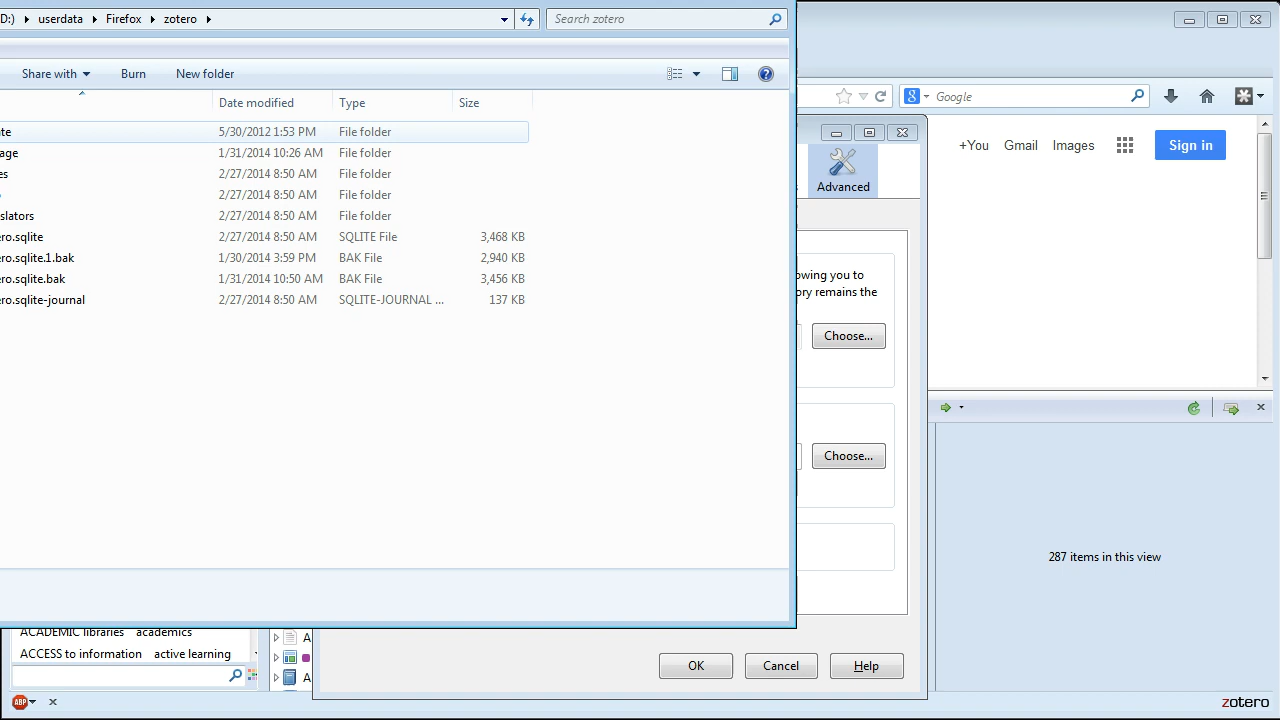 D:) userdata Firefox zotero
Search zotero
Share with Burn New folder
Date modified Type Size
5/30/2012 1:53 PM File folder
1/31/2014 10:26 AM File folder
2/27/2014 8:50 AM File folder
2/27/2014 8:50 AM File folder
slators 2/27/2014 8:50 AM File folder
ero.sqlite 2/27/2014 8:50 AM SQLITE File 3,468 KB
ero.sqlite.1.bak 1/30/2014 3:59 PM BAK File 2,940 KB
ero.sqlite.bak 1/31/2014 10:50 AM BAK File 3,456 KB
ero.sqlite-journal 2/27/2014 8:50 AM SQLITE-JOURNAL ... 137 KB
Google
+You Gmail Images Sign in
Advanced
owing you to
ory remains the
Choose...
Choose...
287 items in this view
ACADEMIC libraries academics
ACCESS to information active learning
A
A
A
OK Cancel Help
ABP
zotero